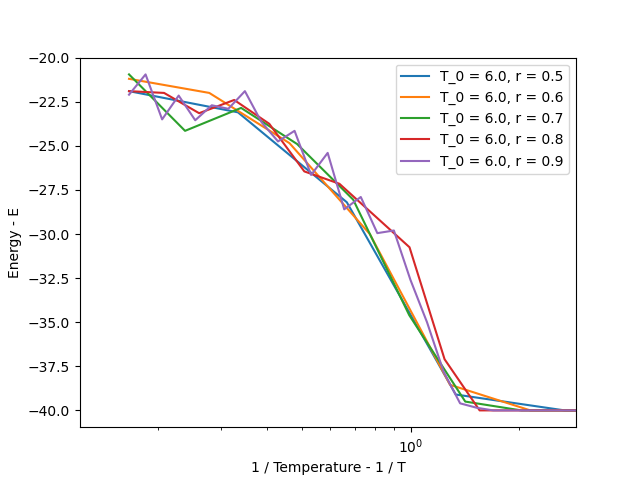 −20.0
−22.5
−25.0
−27.5
−30.0
−32.5
−35.0
−37.5
−40.0
Energy - E
T_0 = 6.0, r = 0.5
T_0 = 6.0, r = 0.6
T_0 = 6.0, r = 0.7
T_0 = 6.0, r = 0.8
T_0 = 6.0, r = 0.9
10⁰
1 / Temperature - 1 / T